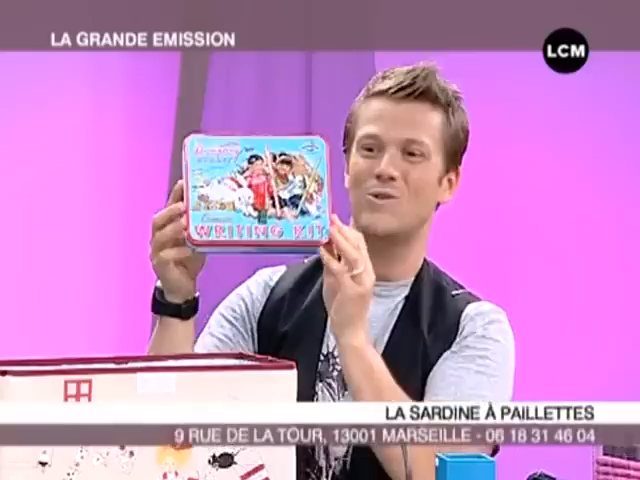 LA GRANDE EMISSION
LCM
WRITING KIT
LA SARDINE À PAILLETTES
9 RUE DE LA TOUR, 13001 MARSEILLE - 06 18 31 46 04